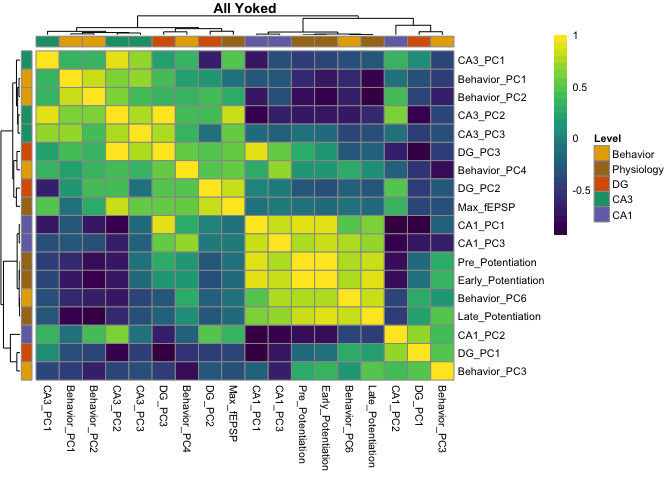 All Yoked
CA3_PC1
Behavior_PC1
Behavior_PC2
CA3_PC2
CA3_PC3
DG_PC3
Behavior_PC4
DG_PC2
Max_fEPSP
CA1_PC1
CA1_PC3
Pre_Potentiation
Early_Potentiation
Behavior_PC6
Late_Potentiation
CA1_PC2
DG_PC1
Behavior_PC3
CA3_PC1
Behavior_PC1
Behavior_PC2
CA3_PC2
CA3_PC3
DG_PC3
Behavior_PC4
DG_PC2
Max_fEPSP
CA1_PC1
CA1_PC3
Pre_Potentiation
Early_Potentiation
Behavior_PC6
Late_Potentiation
CA1_PC2
DG_PC1
Behavior_PC3
1
0.5
0
-0.5
Level
Behavior
Physiology
DG
CA3
CA1